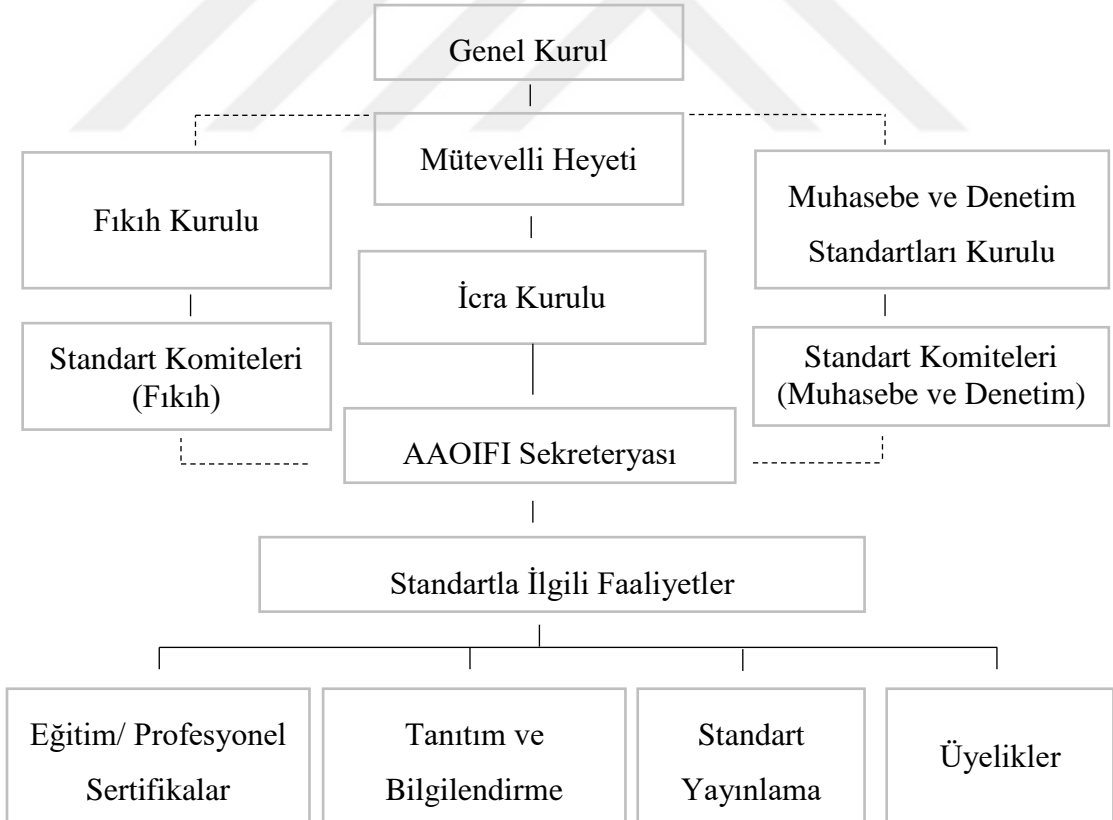 Genel Kurul
Mütevelli Heyeti
Fıkıh Kurulu
Muhasebe ve Denetim
Standartları Kurulu
İcra Kurulu
Standart Komiteleri
(Fıkıh)
Standart Komiteleri
(Muhasebe ve Denetim)
AAOIFI Sekreteryası
Standartla İlgili Faaliyetler
Eğitim/ Profesyonel
Sertifikalar
Tanıtım ve
Bilgilendirme
Standart
Yayınlama
Üyelikler